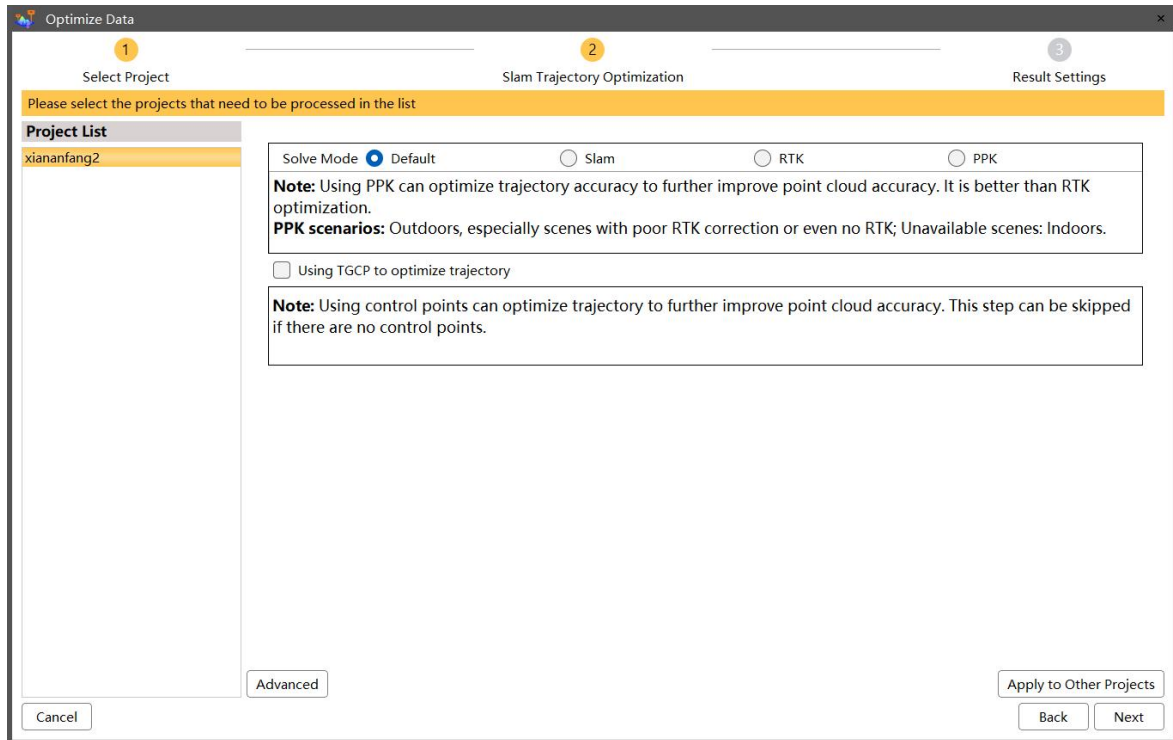 Optimize Data
×
1
2
3
Select Project
Slam Trajectory Optimization
Result Settings
Please select the projects that need to be processed in the list
Project List
xiananfang2
Solve Mode Default Slam RTK PPK
Note: Using PPK can optimize trajectory accuracy to further improve point cloud accuracy. It is better than RTK
optimization.
PPK scenarios: Outdoors, especially scenes with poor RTK correction or even no RTK; Unavailable scenes: Indoors.
Using TGCP to optimize trajectory
Note: Using control points can optimize trajectory to further improve point cloud accuracy. This step can be skipped
if there are no control points.
Advanced
Apply to Other Projects
Cancel
Back
Next